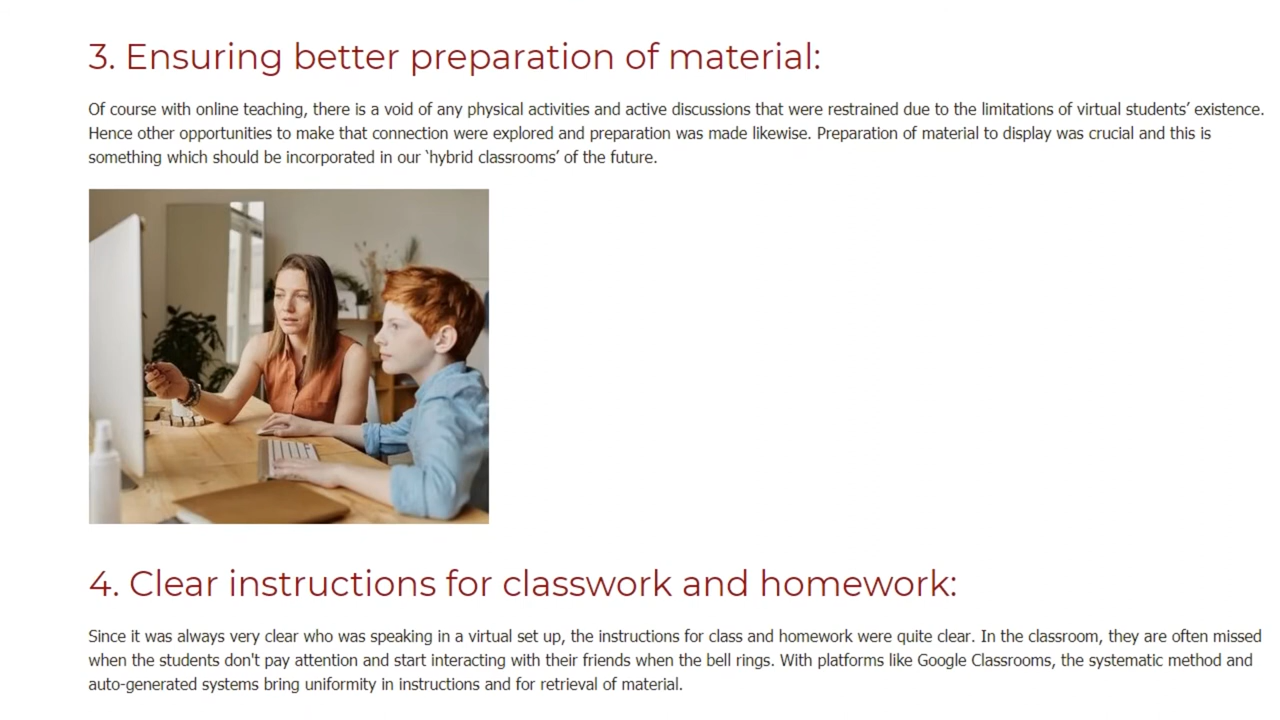 3. Ensuring better preparation of material:
Of course with online teaching, there is a void of any physical activities and active discussions that were restrained due to the limitations of virtual students’ existence.
Hence other opportunities to make that connection were explored and preparation was made likewise. Preparation of material to display was crucial and this is
something which should be incorporated in our ‘hybrid classrooms’ of the future.
4. Clear instructions for classwork and homework:
Since it was always very clear who was speaking in a virtual set up, the instructions for class and homework were quite clear. In the classroom, they are often missed
when the students don't pay attention and start interacting with their friends when the bell rings. With platforms like Google Classrooms, the systematic method and
auto-generated systems bring uniformity in instructions and for retrieval of material.